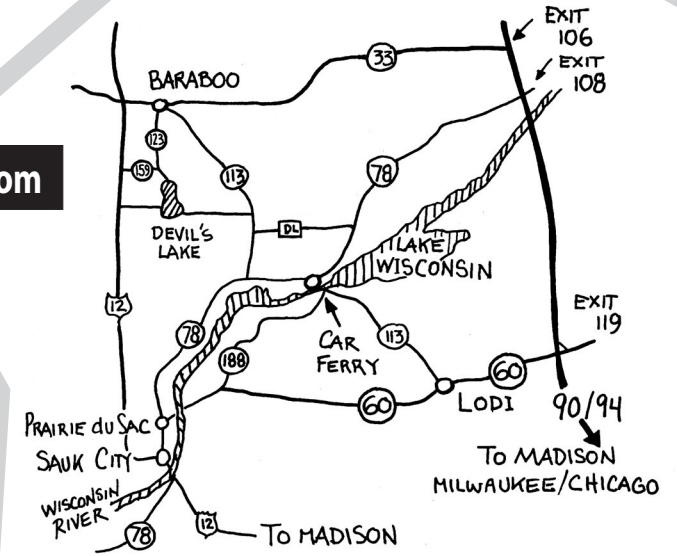 EXIT
106
33
EXIT
108
BARABOO
om
123
159
113
78
DL
DEVIL'S
LAKE
LAKE
WISCONSIN
12
EXIT
119
78
CAR
FERRY
113
188
60
60
LODI
90/94
PRAIRIE du SAC
SAUK CITY
TO MADISON
MILWAUKEE/CHICAGO
WISCONSIN
RIVER
78
12
TO MADISON